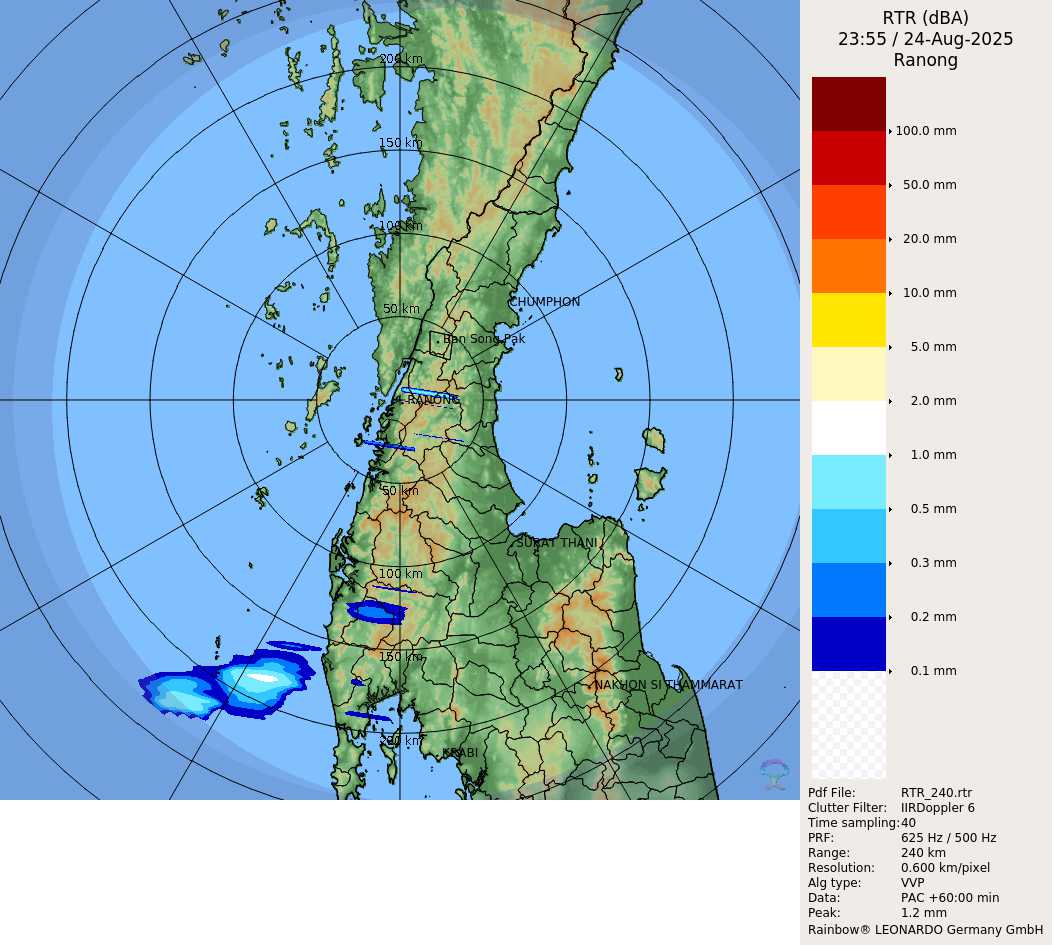 RTR (dBA)
23:55 / 24-Aug-2025
Ranong
200 km
150 km
100 km
50 km
CHUMPHON
Ban Song Pak
RANONG
50 km
SURAT THANI
100 km
150 km
NAKHON SI THAMMARAT
200 km
KRABI
100.0 mm
50.0 mm
20.0 mm
10.0 mm
5.0 mm
2.0 mm
1.0 mm
0.5 mm
0.3 mm
0.2 mm
0.1 mm
Pdf File: RTR_240.rtr
Clutter Filter: IIRDoppler 6
Time sampling: 40
PRF: 625 Hz / 500 Hz
Range: 240 km
Resolution: 0.600 km/pixel
Alg type: VVP
Data: PAC +60:00 min
Peak: 1.2 mm
Rainbow® LEONARDO Germany GmbH